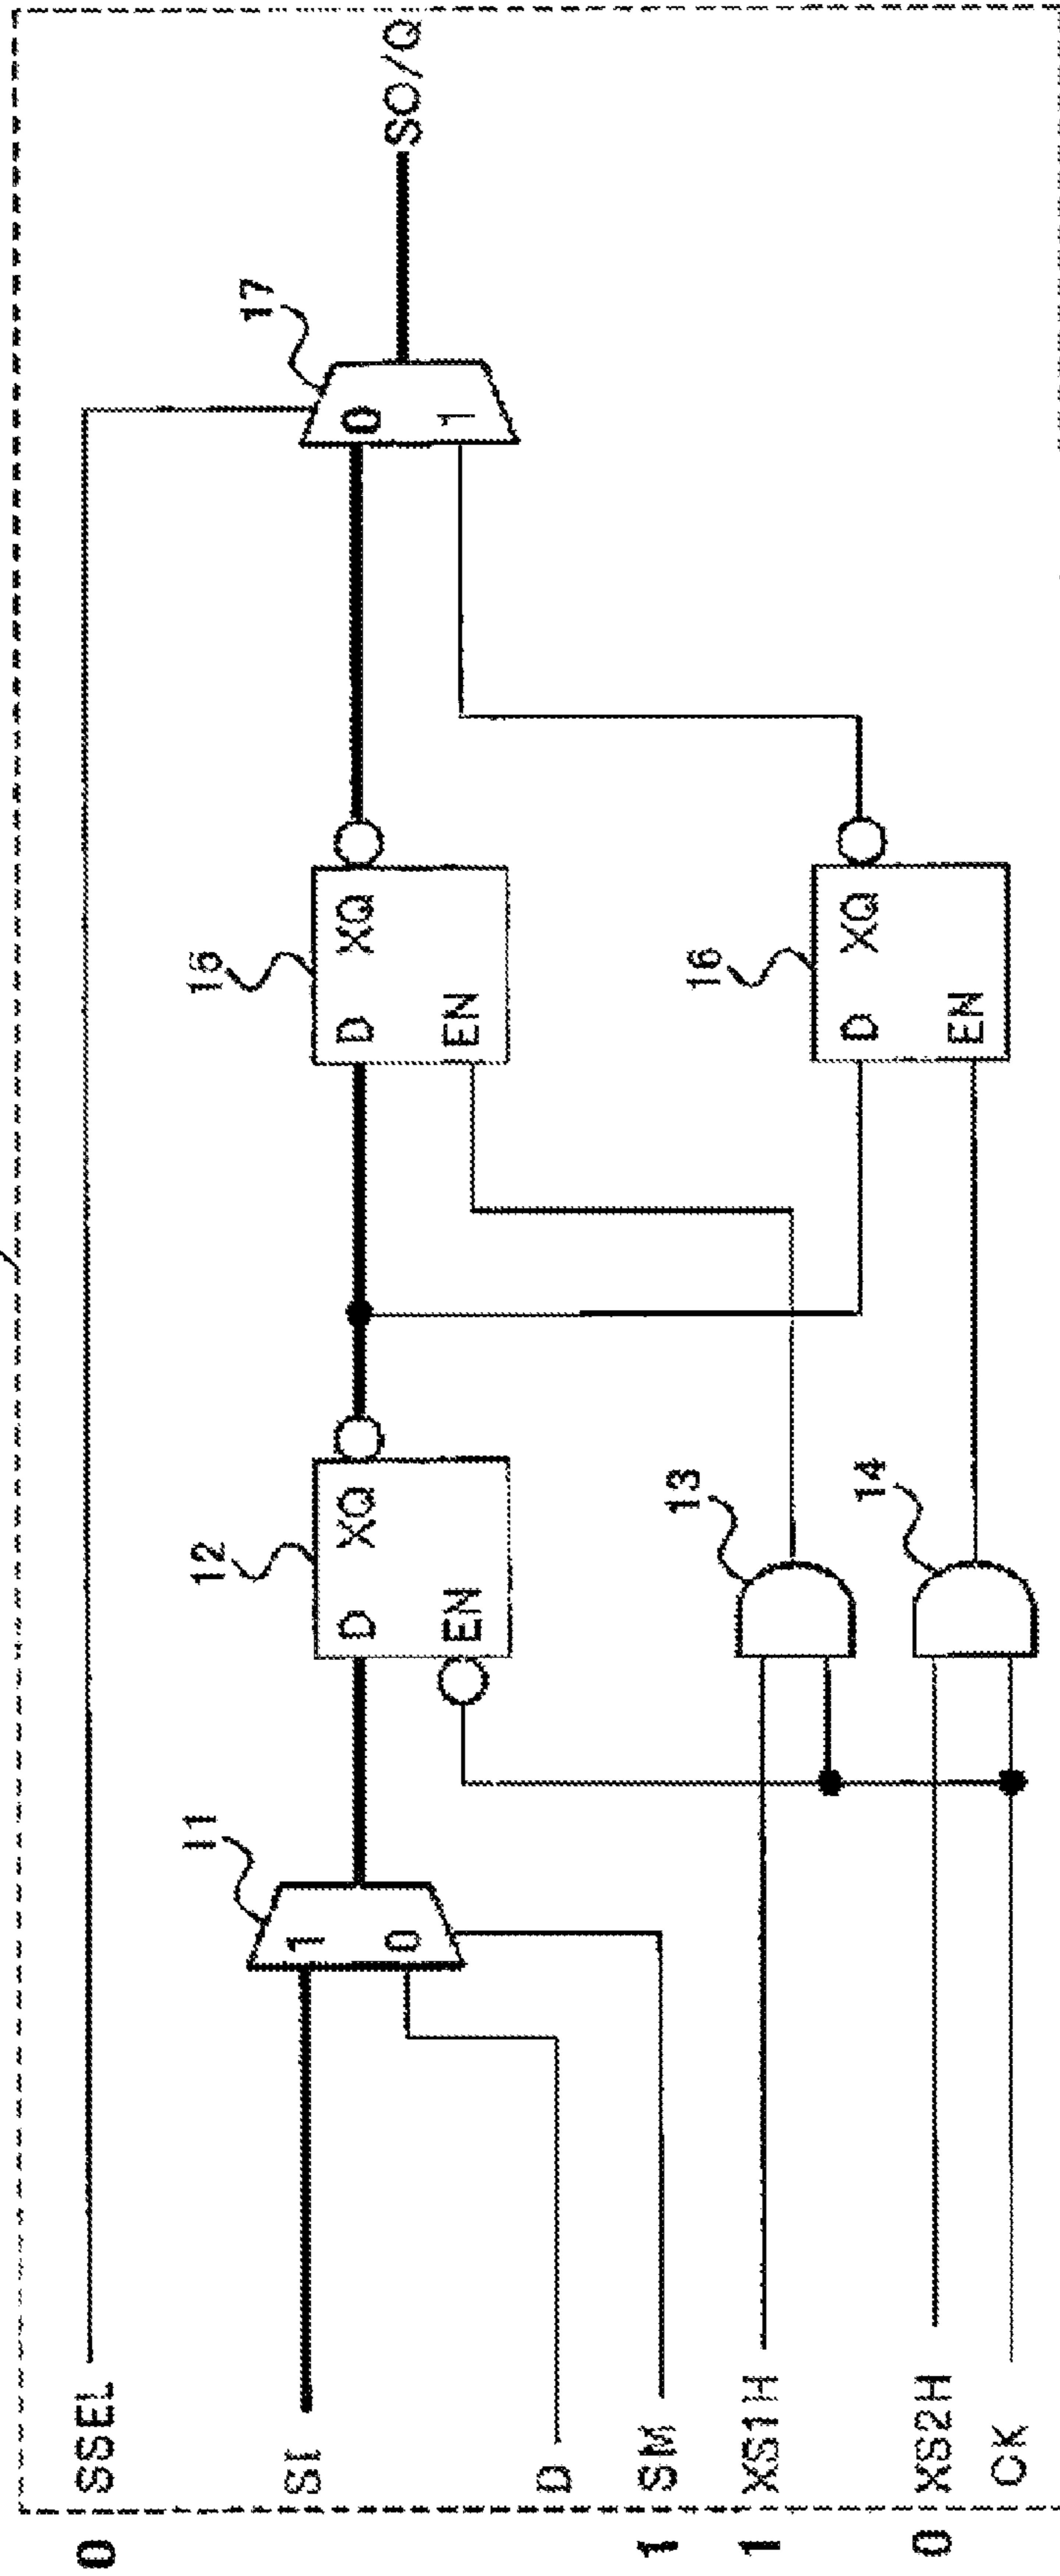 0 SSEL
SI
D
1 SM
1 XS1H
0 XS2H
CK
11
1
0
12
D XQ
EN
13
14
15
D XQ
EN
16
D XQ
EN
17
0
1
SO/Q